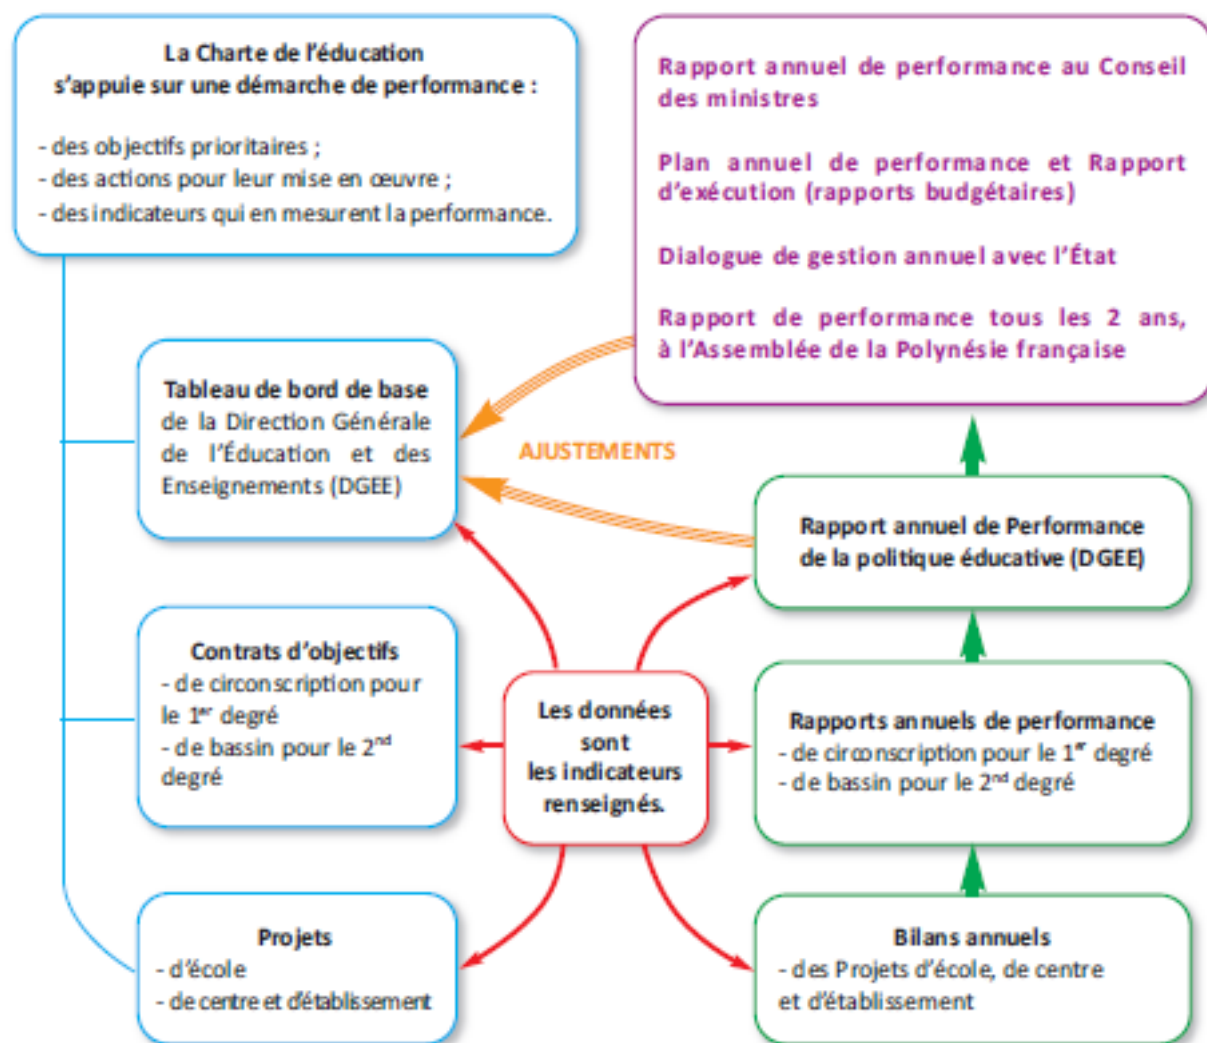 La Charte de l’éducation
s’appuie sur une démarche de performance :
- des objectifs prioritaires ;
- des actions pour leur mise en œuvre ;
- des indicateurs qui en mesurent la performance.
Rapport annuel de performance au Conseil
des ministres
Plan annuel de performance et Rapport
d’exécution (rapports budgétaires)
Dialogue de gestion annuel avec l’État
Rapport de performance tous les 2 ans,
à l’Assemblée de la Polynésie française
Tableau de bord de base
de la Direction Générale
de l’Éducation et des
Enseignements (DGEE)
AJUSTEMENTS
Rapport annuel de Performance
de la politique éducative (DGEE)
Contrats d’objectifs
- de circonscription pour
le 1er degré
- de bassin pour le 2nd
degré
Les données
sont
les indicateurs
renseignés.
Rapports annuels de performance
- de circonscription pour le 1er degré
- de bassin pour le 2nd degré
Projets
- d’école
- de centre et d’établissement
Bilans annuels
- des Projets d’école, de centre
et d’établissement